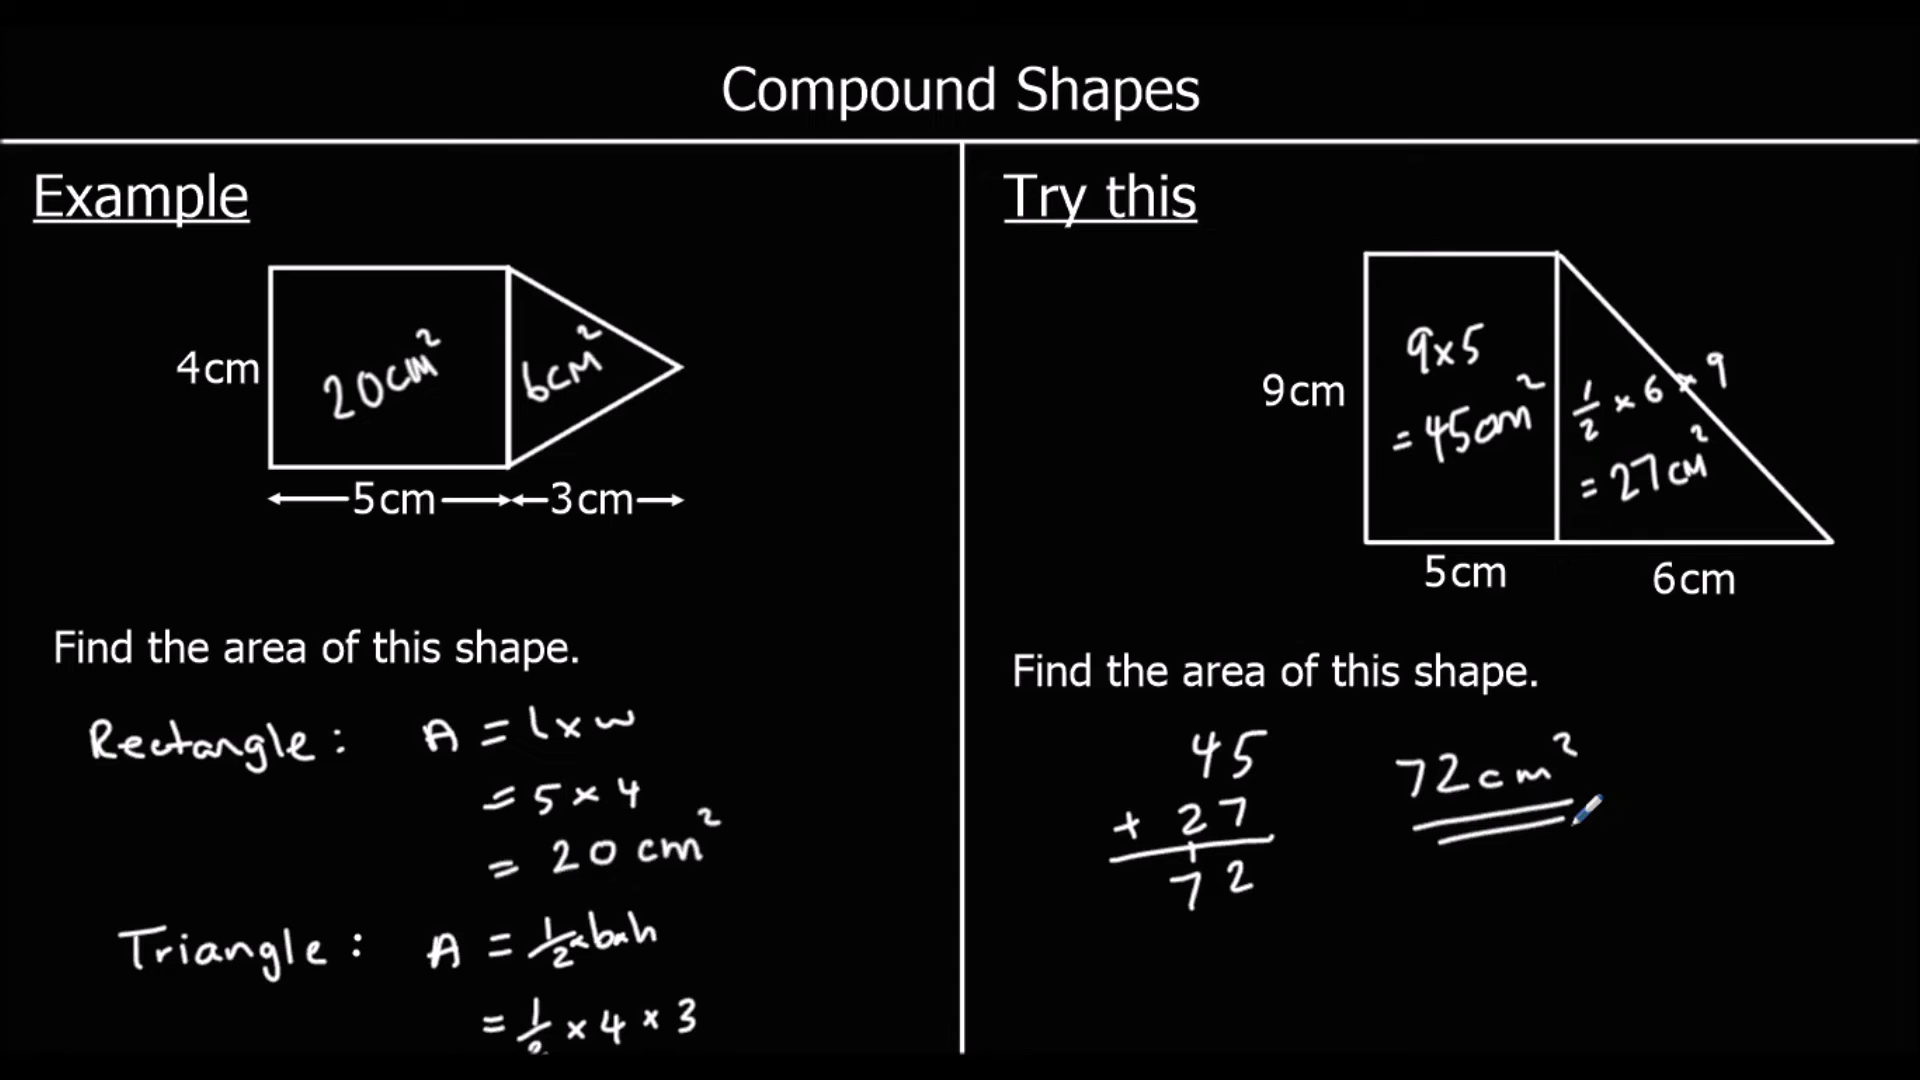 Compound Shapes
Example
4cm
20cm²
6cm²
5cm
3cm
Find the area of this shape.
Rectangle: A = l x w
= 5 x 4
= 20 cm²
Triangle: A = 1/2 x b x h
= 1/2 x 4 x 3
Try this
9cm
9x5
= 45cm²
1/2 x 6 x 9
= 27cm²
5cm
6cm
Find the area of this shape.
45
+ 27
1
72
72cm²